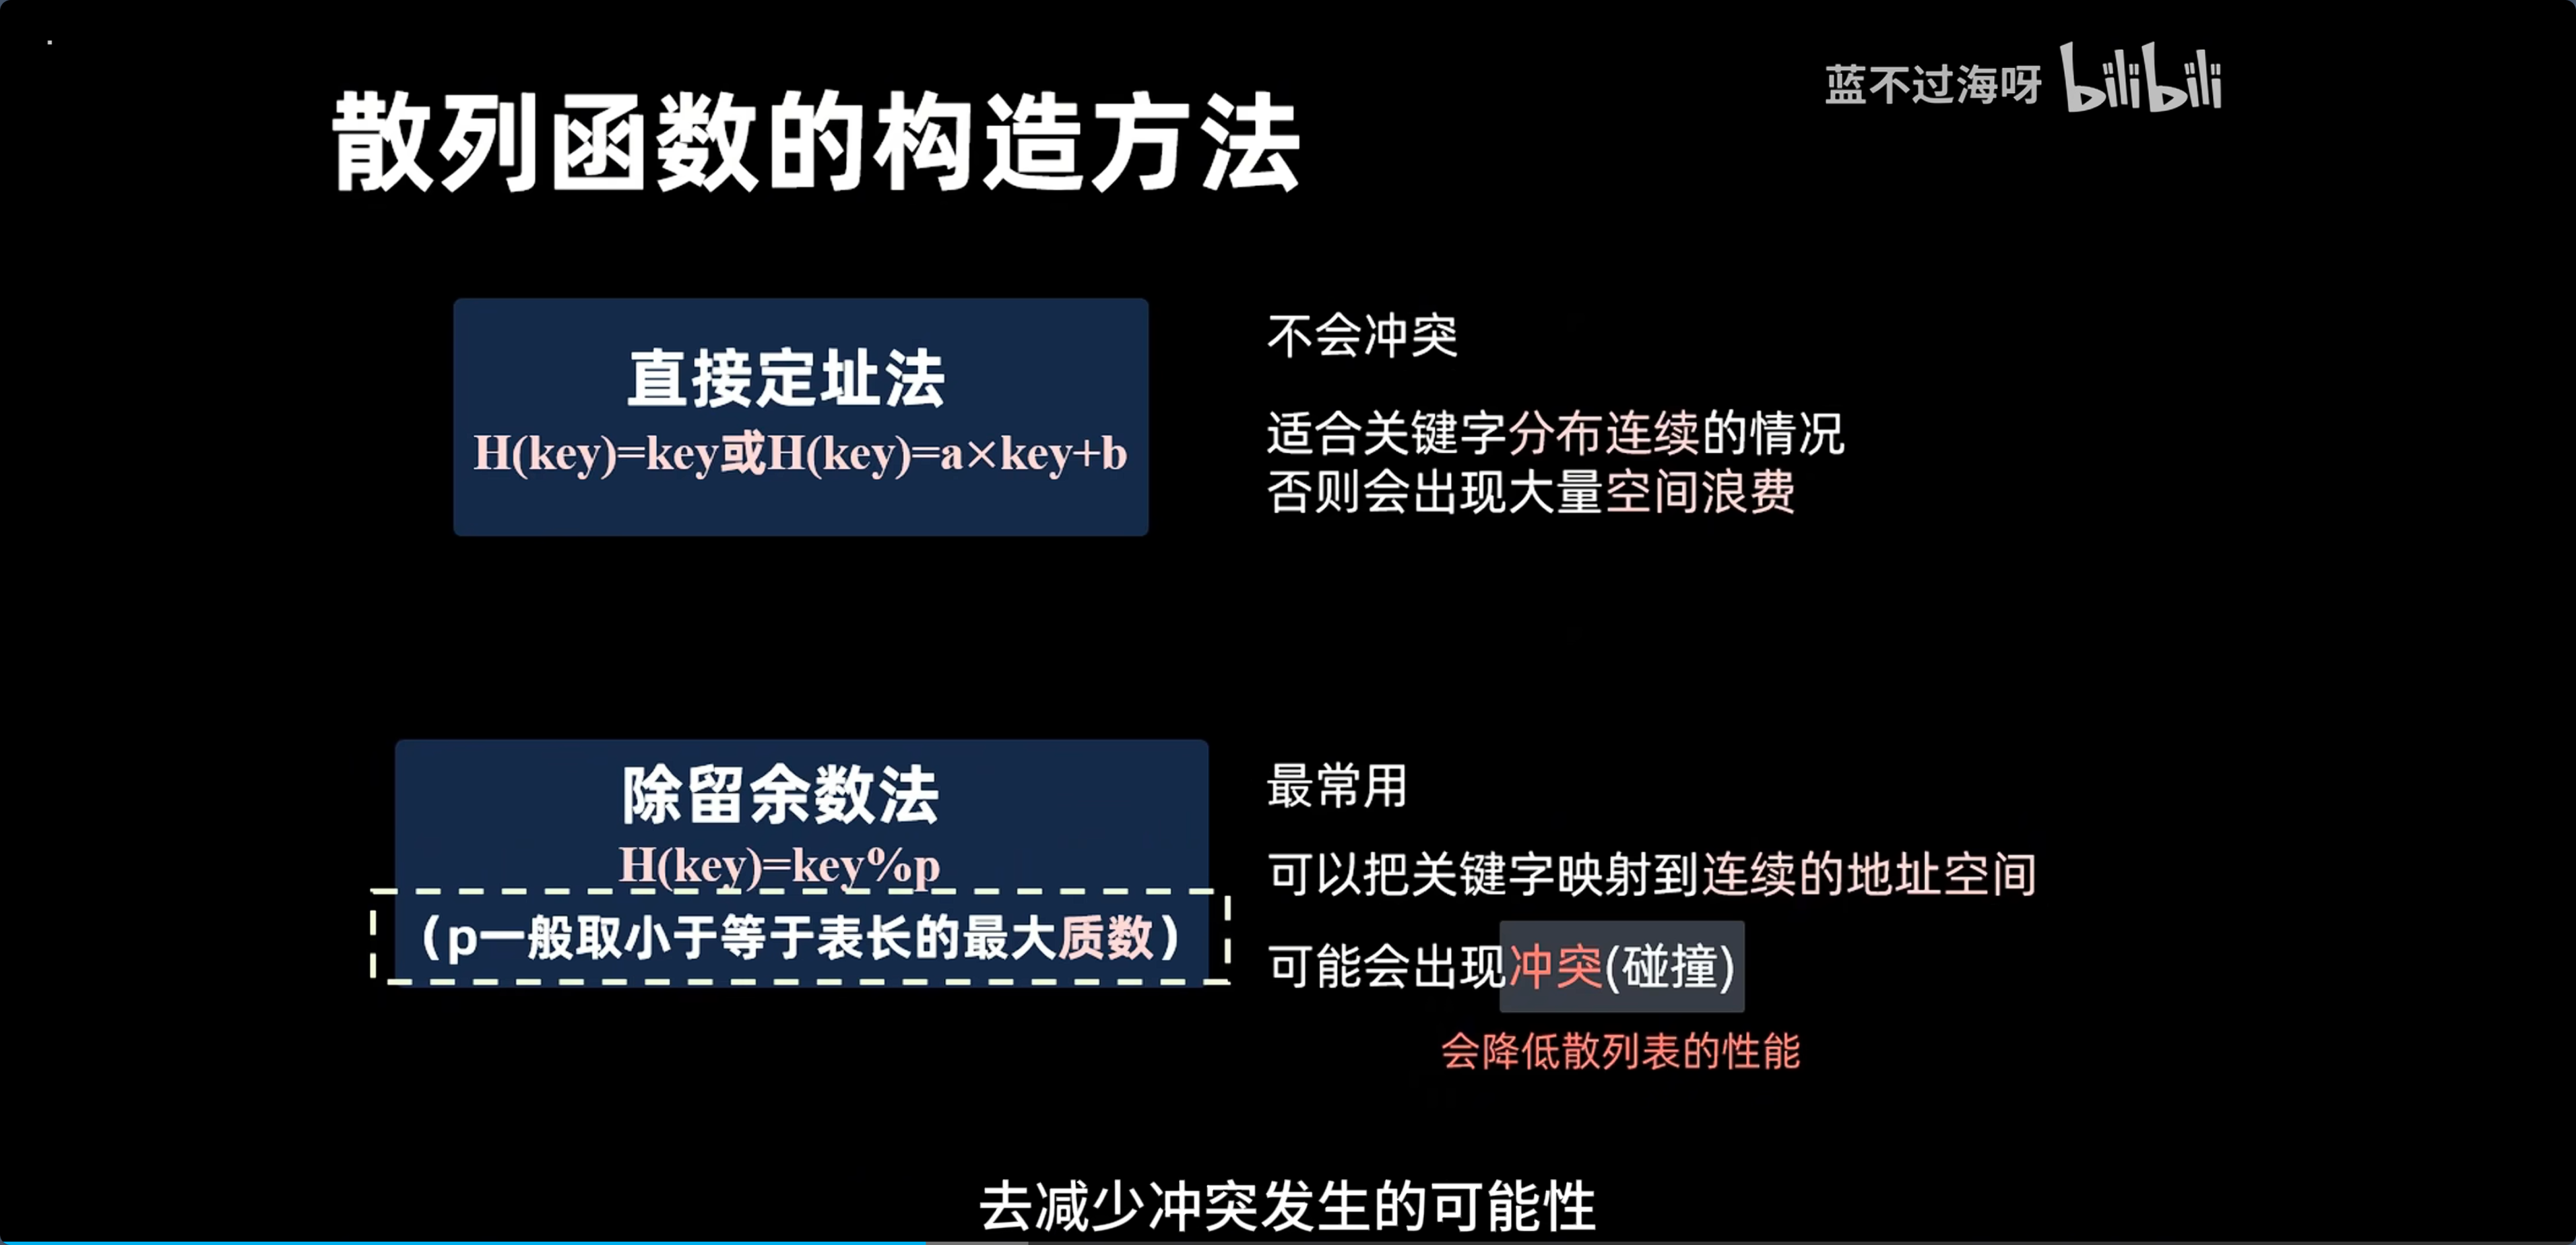 蓝不过海呀 bilibili
散列函数的构造方法
直接定址法
H(key)=key或H(key)=a×key+b
不会冲突
适合关键字分布连续的情况
否则会出现大量空间浪费
除留余数法
H(key)=key%p
（p一般取小于等于表长的最大质数）
最常用
可以把关键字映射到连续的地址空间
可能会出现冲突(碰撞)
会降低散列表的性能
去减少冲突发生的可能性